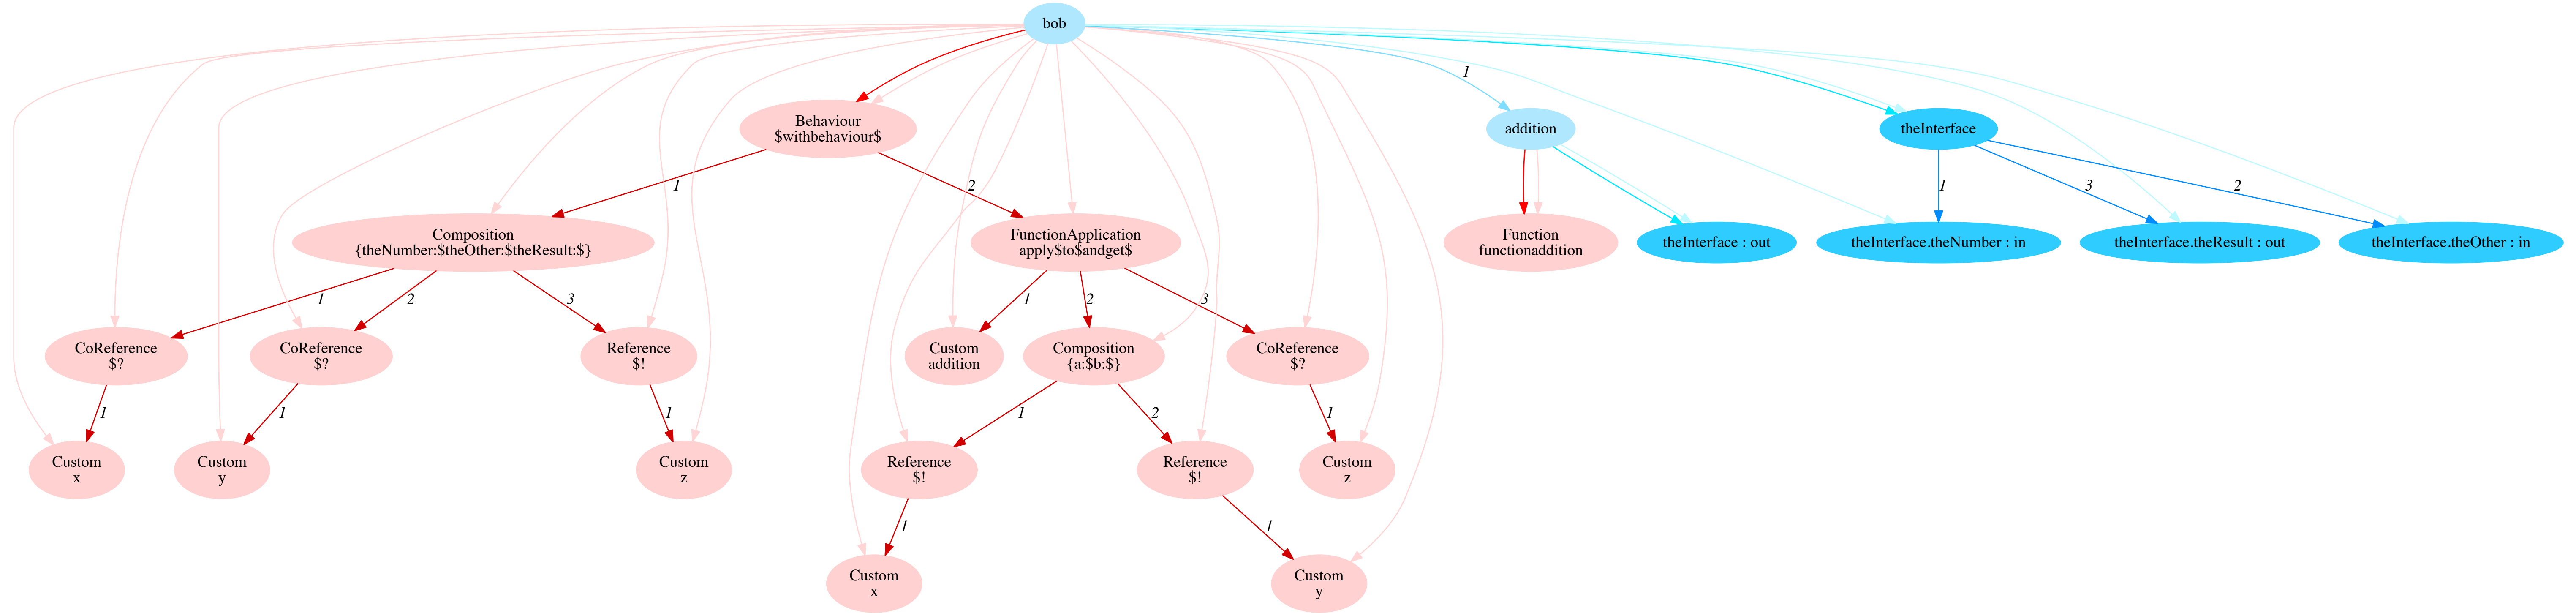 bob
1
Behaviour
$withbehaviour$
addition
theInterface
1
2
1
3
2
Composition
{theNumber:$theOther:$theResult:$}
FunctionApplication
apply$to$andget$
Function
functionaddition
theInterface : out
theInterface.theNumber : in
theInterface.theResult : out
theInterface.theOther : in
1
2
3
1
2
3
CoReference
$?
CoReference
$?
Reference
$!
Custom
addition
Composition
{a:$b:$}
CoReference
$?
1
1
1
1
2
1
Custom
x
Custom
y
Custom
z
Reference
$!
Reference
$!
Custom
z
1
1
Custom
x
Custom
y